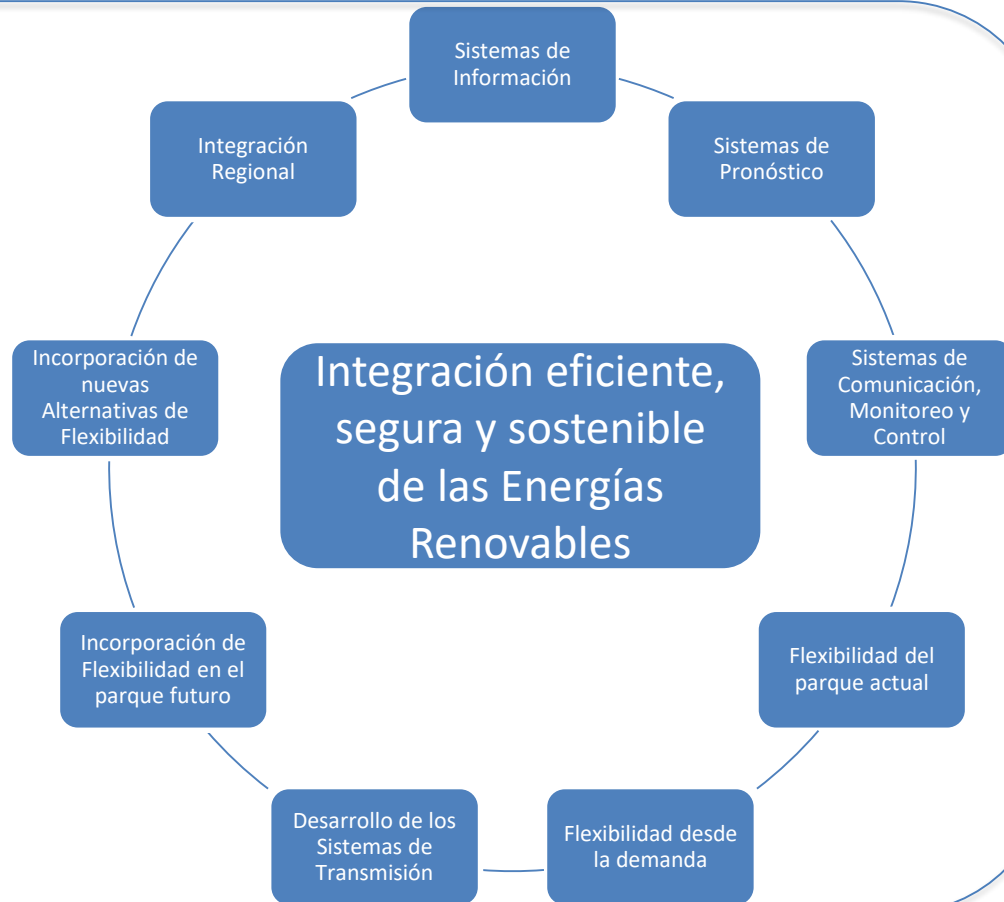 Sistemas de
Información
Sistemas de
Pronóstico
Sistemas de
Comunicación,
Monitoreo y
Control
Flexibilidad del
parque actual
Flexibilidad desde
la demanda
Desarrollo de los
Sistemas de
Transmisión
Incorporación de
Flexibilidad en el
parque futuro
Incorporación de
nuevas
Alternativas de
Flexibilidad
Integración
Regional
Integración eficiente,
segura y sostenible
de las Energías
Renovables